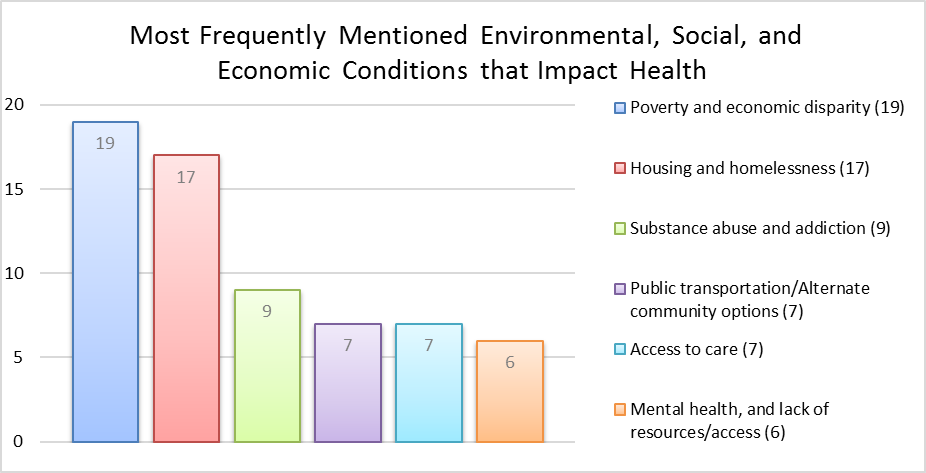 Most Frequently Mentioned Environmental, Social, and
Economic Conditions that Impact Health
20
15
10
5
0
19
17
9
7
7
6
Poverty and economic disparity (19)
Housing and homelessness (17)
Substance abuse and addiction (9)
Public transportation/Alternate
community options (7)
Access to care (7)
Mental health, and lack of
resources/access (6)